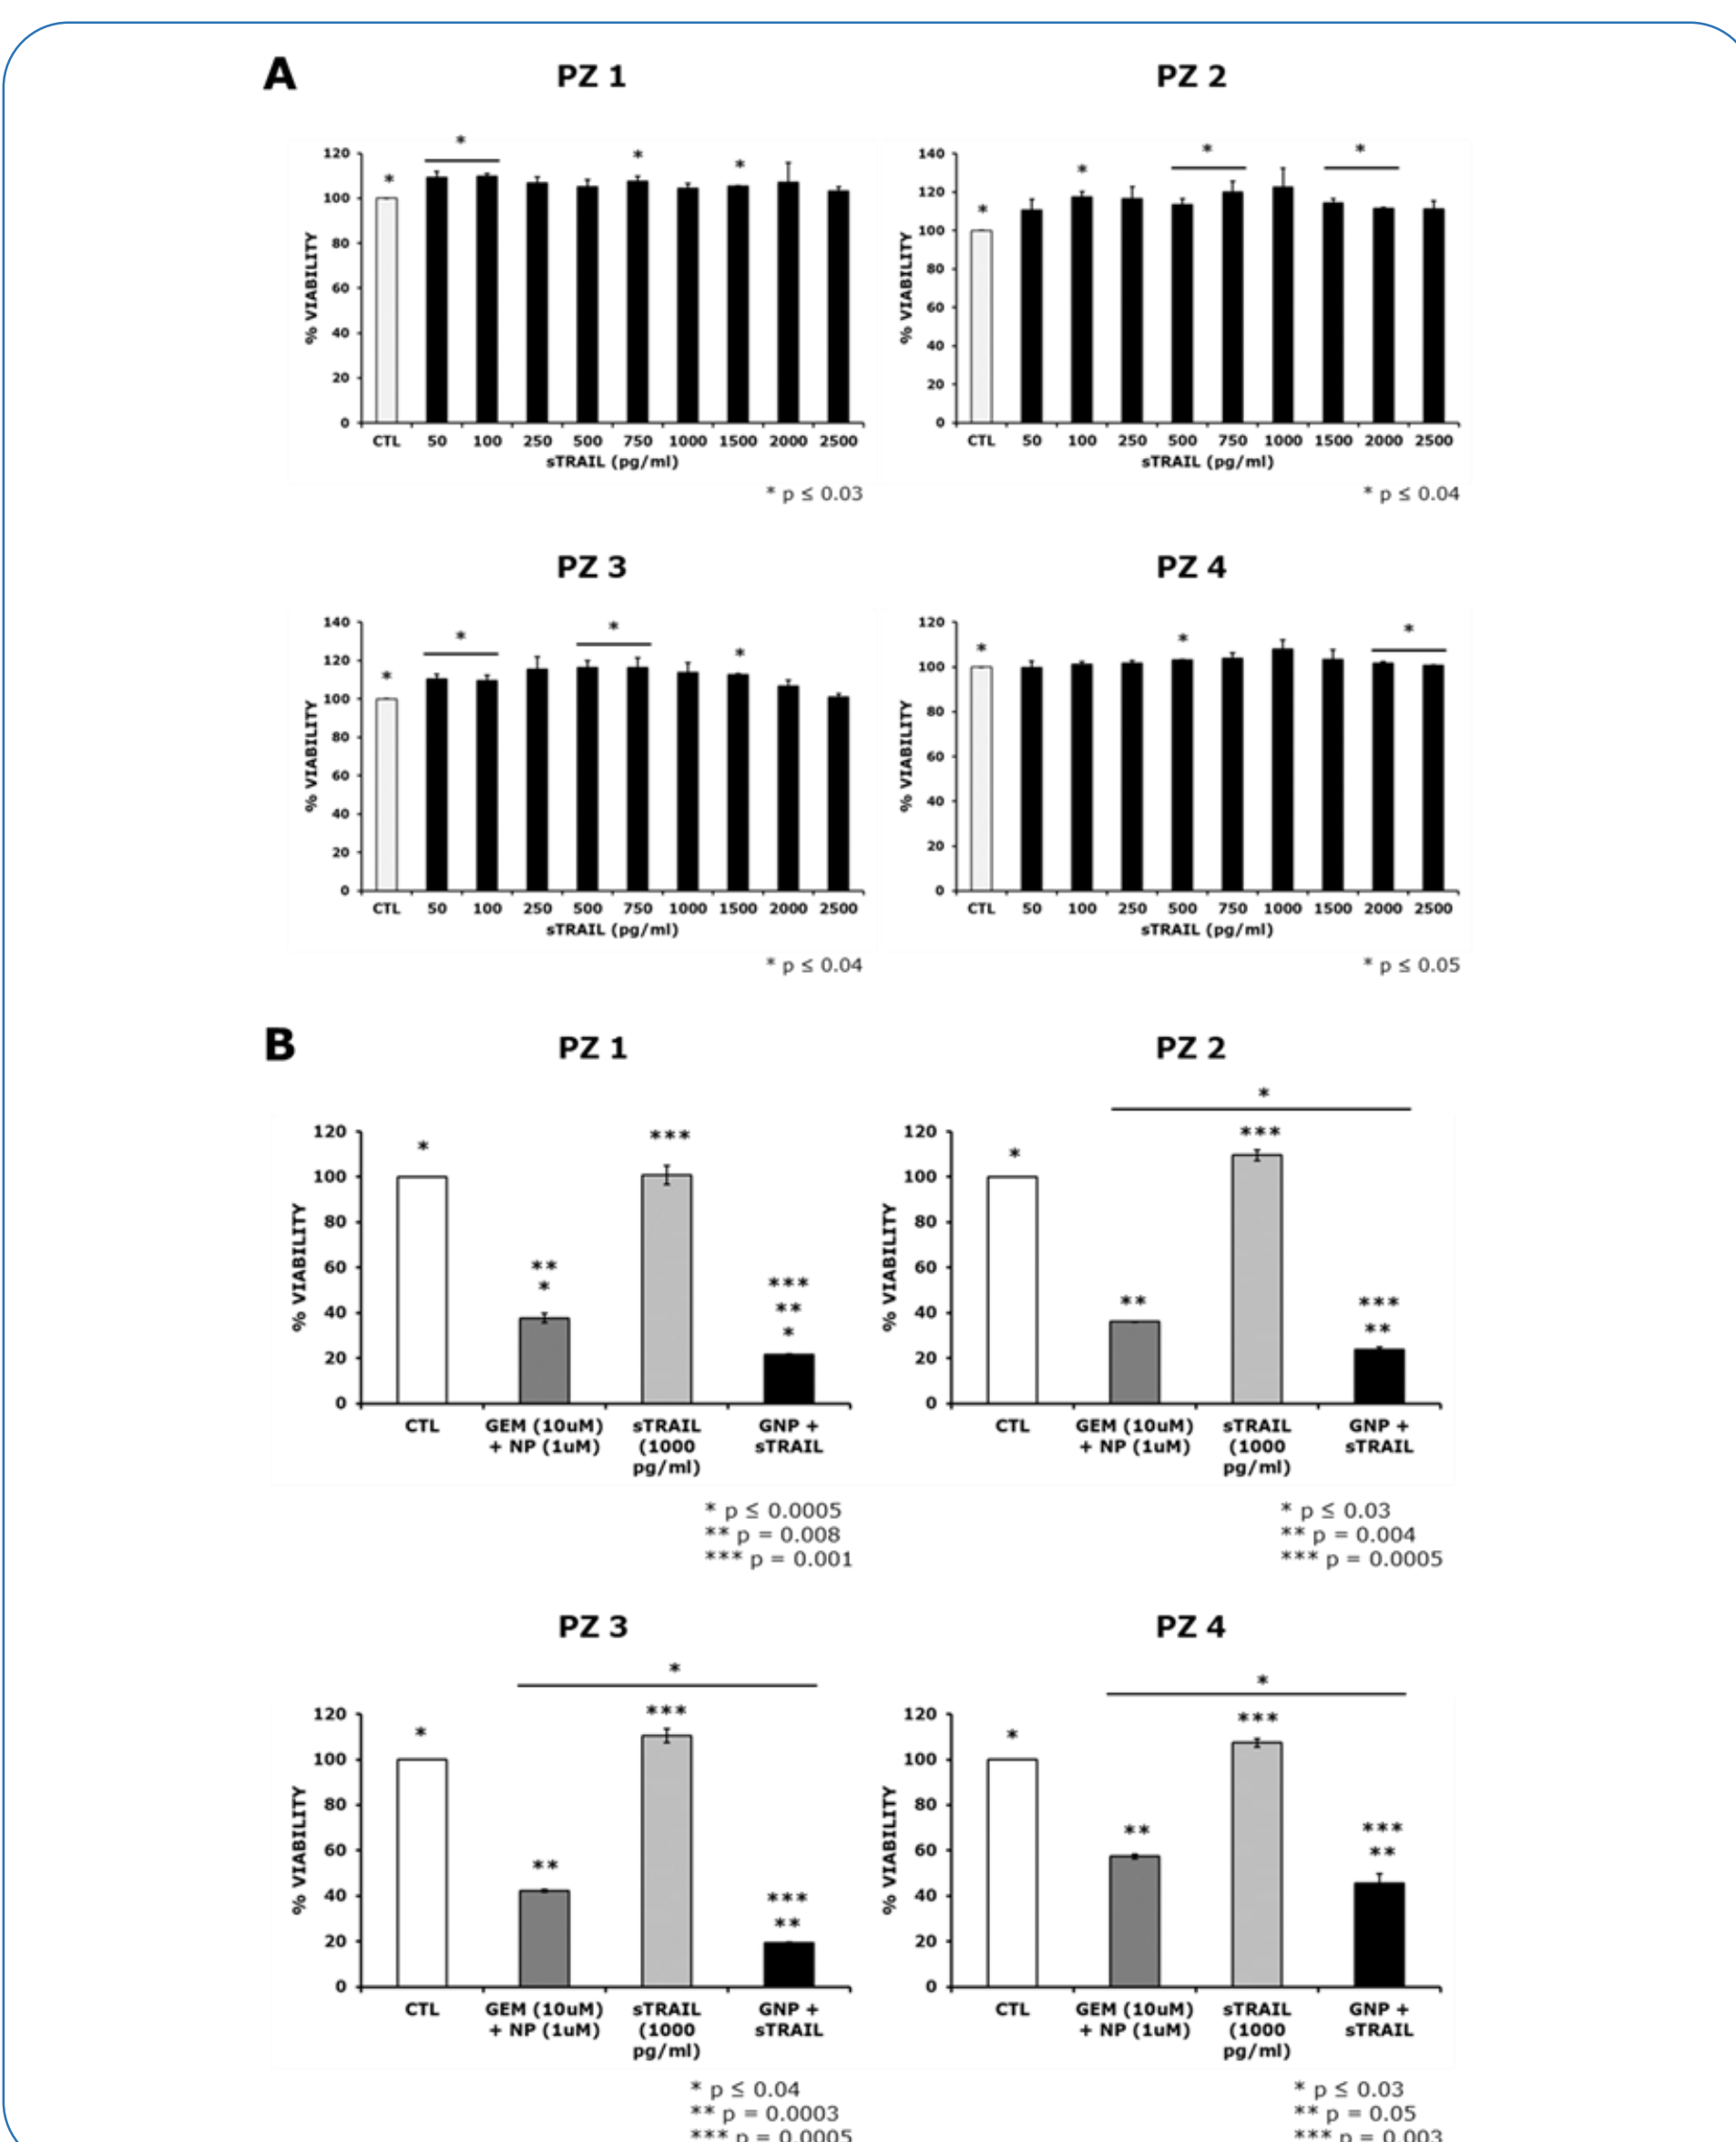 A
PZ 1
PZ 2
*
* * *
120
100
80
60
40
20
0
% VIABILITY
CTL 50 100 250 500 750 1000 1500 2000 2500
sTRAIL (pg/ml)
* p ≤ 0.03
* *
* *
140
120
100
80
60
40
20
0
% VIABILITY
CTL 50 100 250 500 750 1000 1500 2000 2500
sTRAIL (pg/ml)
* p ≤ 0.04
PZ 3
PZ 4
* * * *
*
140
120
100
80
60
40
20
0
% VIABILITY
CTL 50 100 250 500 750 1000 1500 2000 2500
sTRAIL (pg/ml)
* p ≤ 0.04
* * *
120
100
80
60
40
20
0
% VIABILITY
CTL 50 100 250 500 750 1000 1500 2000 2500
sTRAIL (pg/ml)
* p ≤ 0.05
B
PZ 1
PZ 2
* ***
**
*
***
**
*
120
100
80
60
40
20
0
% VIABILITY
CTL
GEM (10uM)
+ NP (1uM)
sTRAIL
(1000
pg/ml)
GNP +
sTRAIL
* p ≤ 0.0005
** p = 0.008
*** p = 0.001
*
* ***
**
***
**
120
100
80
60
40
20
0
% VIABILITY
CTL
GEM (10uM)
+ NP (1uM)
sTRAIL
(1000
pg/ml)
GNP +
sTRAIL
* p ≤ 0.03
** p = 0.004
*** p = 0.0005
PZ 3
PZ 4
*
* ***
**
***
**
120
100
80
60
40
20
0
% VIABILITY
CTL
GEM (10uM)
+ NP (1uM)
sTRAIL
(1000
pg/ml)
GNP +
sTRAIL
* p ≤ 0.04
** p = 0.0003
*** p = 0.0005
*
* ***
**
***
**
120
100
80
60
40
20
0
% VIABILITY
CTL
GEM (10uM)
+ NP (1uM)
sTRAIL
(1000
pg/ml)
GNP +
sTRAIL
* p ≤ 0.03
** p = 0.05
*** p = 0.003